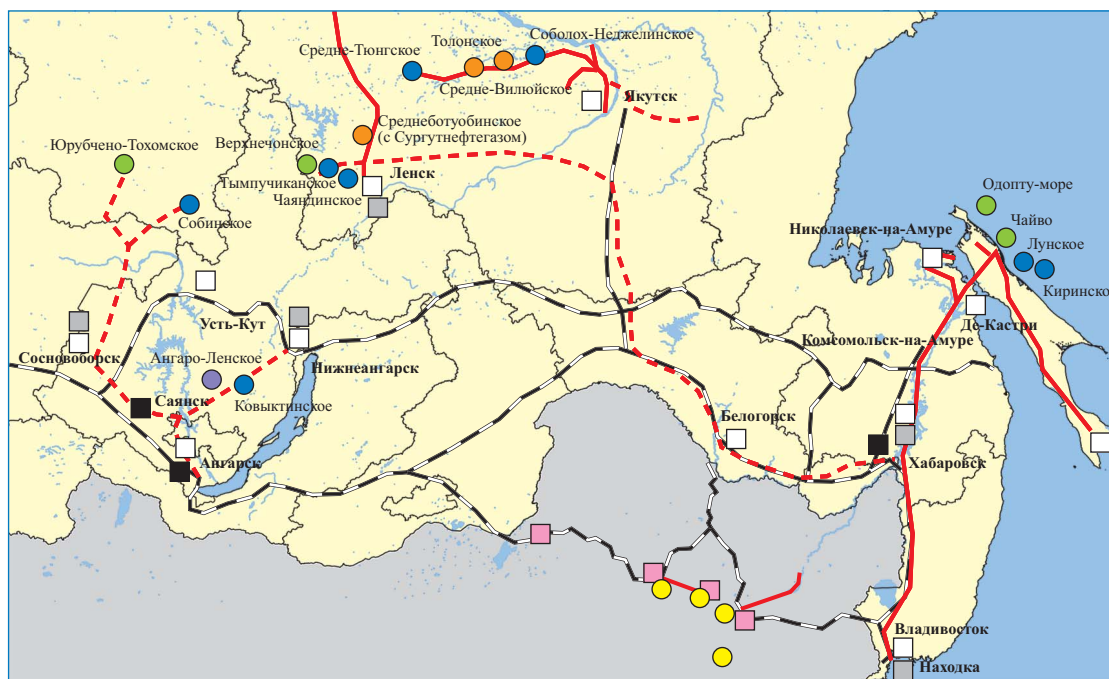 Соболох-Неджелинское
Толонское
Средне-Тюнгское
Средне-Вилюйское
Якутск
Среднеботуобинское
(с Сургутнефтегазом)
Юрубчено-Тохомское
Верхнечонское
Ленск
Тымпучиканское
Чаяндинское
Собинское
Одопту-море
Чайво
Николаевск-на-Амуре
Лунское
Киринско
Усть-Кут
Де-Кастри
Комсомольск-на-Амуре
Сосновоборск
Ангаро-Ленское
Нижнеангарск
Ковыктинское
Саянск
Белогорск
Ангарск
Хабаровск
Владивосток
Находка